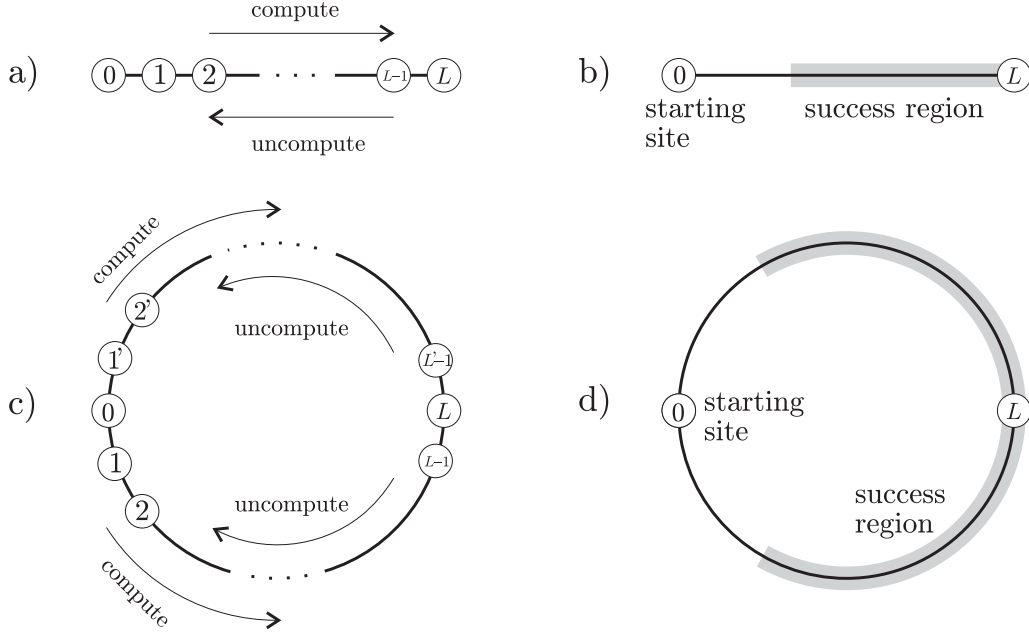 compute
a)
0 1 2 · · · L−1 L
uncompute
b)
0 L
starting
site
success region
c)
compute
2'
1'
0
1
2
compute
uncompute
uncompute
L'−1
L
L−1
d)
0
starting
site
L
success
region